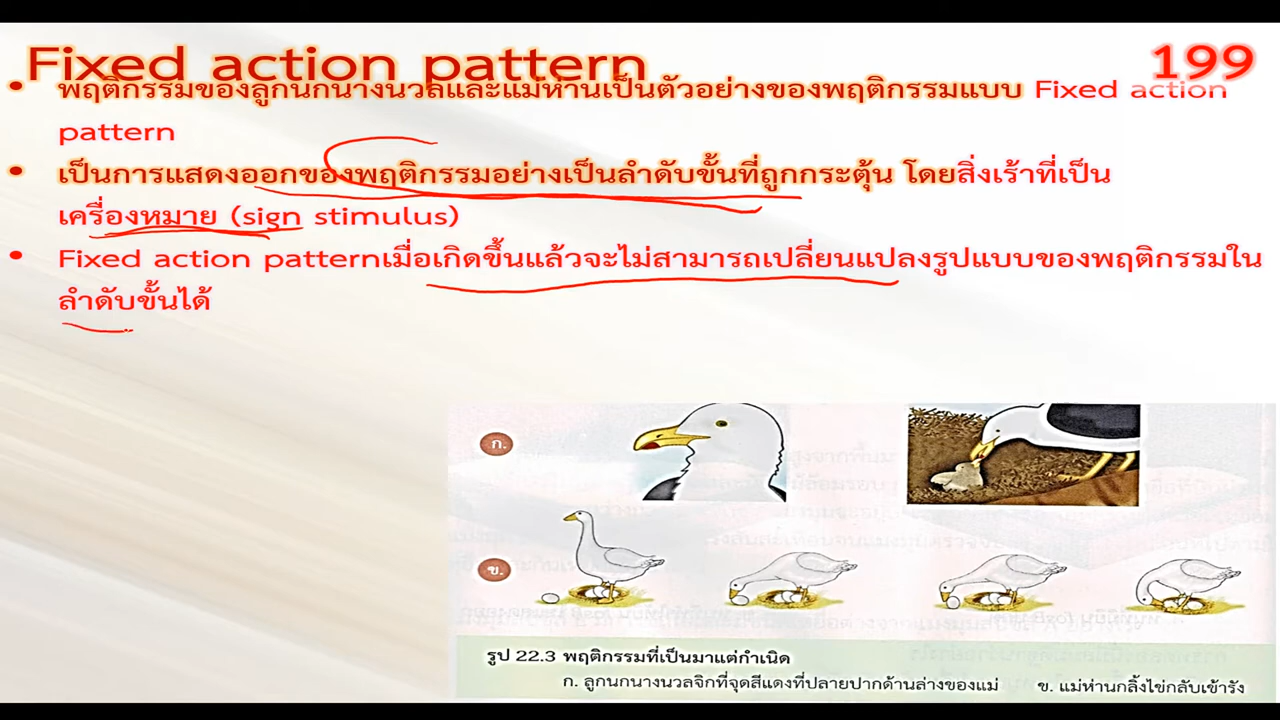 Fixed action pattern
199
• พฤติกรรมของลูกนกนางนวลและแม่ห่านเป็นตัวอย่างของพฤติกรรมแบบ Fixed action
pattern
• เป็นการแสดงออกของพฤติกรรมอย่างเป็นลำดับขั้นที่ถูกกระตุ้น โดยสิ่งเร้าที่เป็น
เครื่องหมาย (sign stimulus)
• Fixed action patternเมื่อเกิดขึ้นแล้วจะไม่สามารถเปลี่ยนแปลงรูปแบบของพฤติกรรมใน
ลำดับขั้นได้
ก.
ข.
รูป 22.3 พฤติกรรมที่เป็นมาแต่กำเนิด
ก. ลูกนกนางนวลจิกที่จุดสีแดงที่ปลายปากด้านล่างของแม่ ข. แม่ห่านกลิ้งไข่กลับเข้ารัง